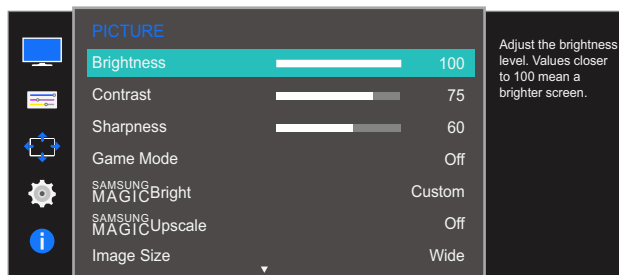 PICTURE
Brightness 100
Contrast 75
Sharpness 60
Game Mode Off
SAMSUNG MAGIC Bright Custom
SAMSUNG MAGIC Upscale Off
Image Size Wide
Adjust the brightness
level. Values closer
to 100 mean a
brighter screen.
i